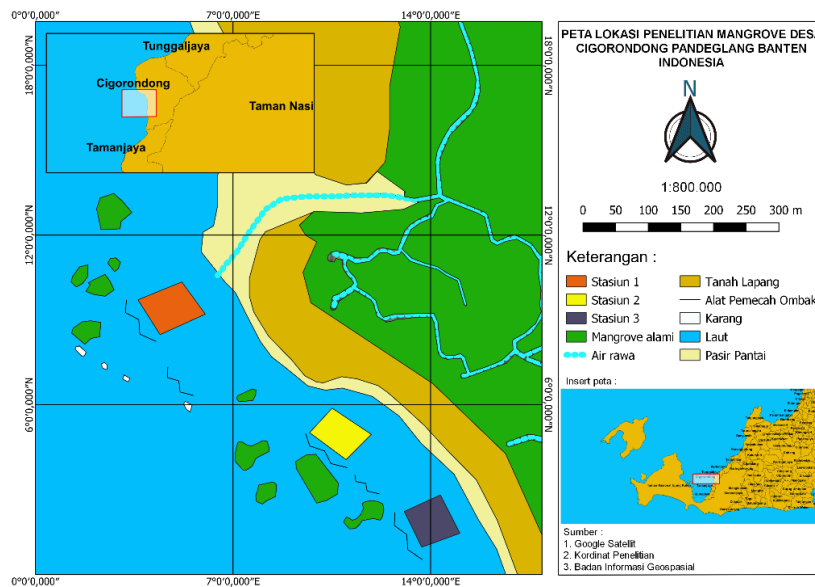 0°0'0,000"
7°0'0,000"
14°0'0,000"
18°0'0,000"N
12°0'0,000"N
6°0'0,000"N
18°0'0,000"N
12°0'0,000"N
6°0'0,000"N
0°0'0,000"
7°0'0,000"
14°0'0,000"
Tunggaljaya
Cigorondong
Taman Nasi
Tamanjaya
PETA LOKASI PENELITIAN MANGROVE DESA
CIGORONDONG PANDEGLANG BANTEN
INDONESIA
N
1:800.000
0 50 100 150 200 300 m
Keterangan :
Stasiun 1
Stasiun 2
Stasiun 3
Mangrove alami
Air rawa
Tanah Lapang
Alat Pemecah Ombak
Karang
Laut
Pasir Pantai
Insert peta :
Sumber :
1. Google Satellit
2. Kordinat Penelitian
3. Badan Informasi Geospasial